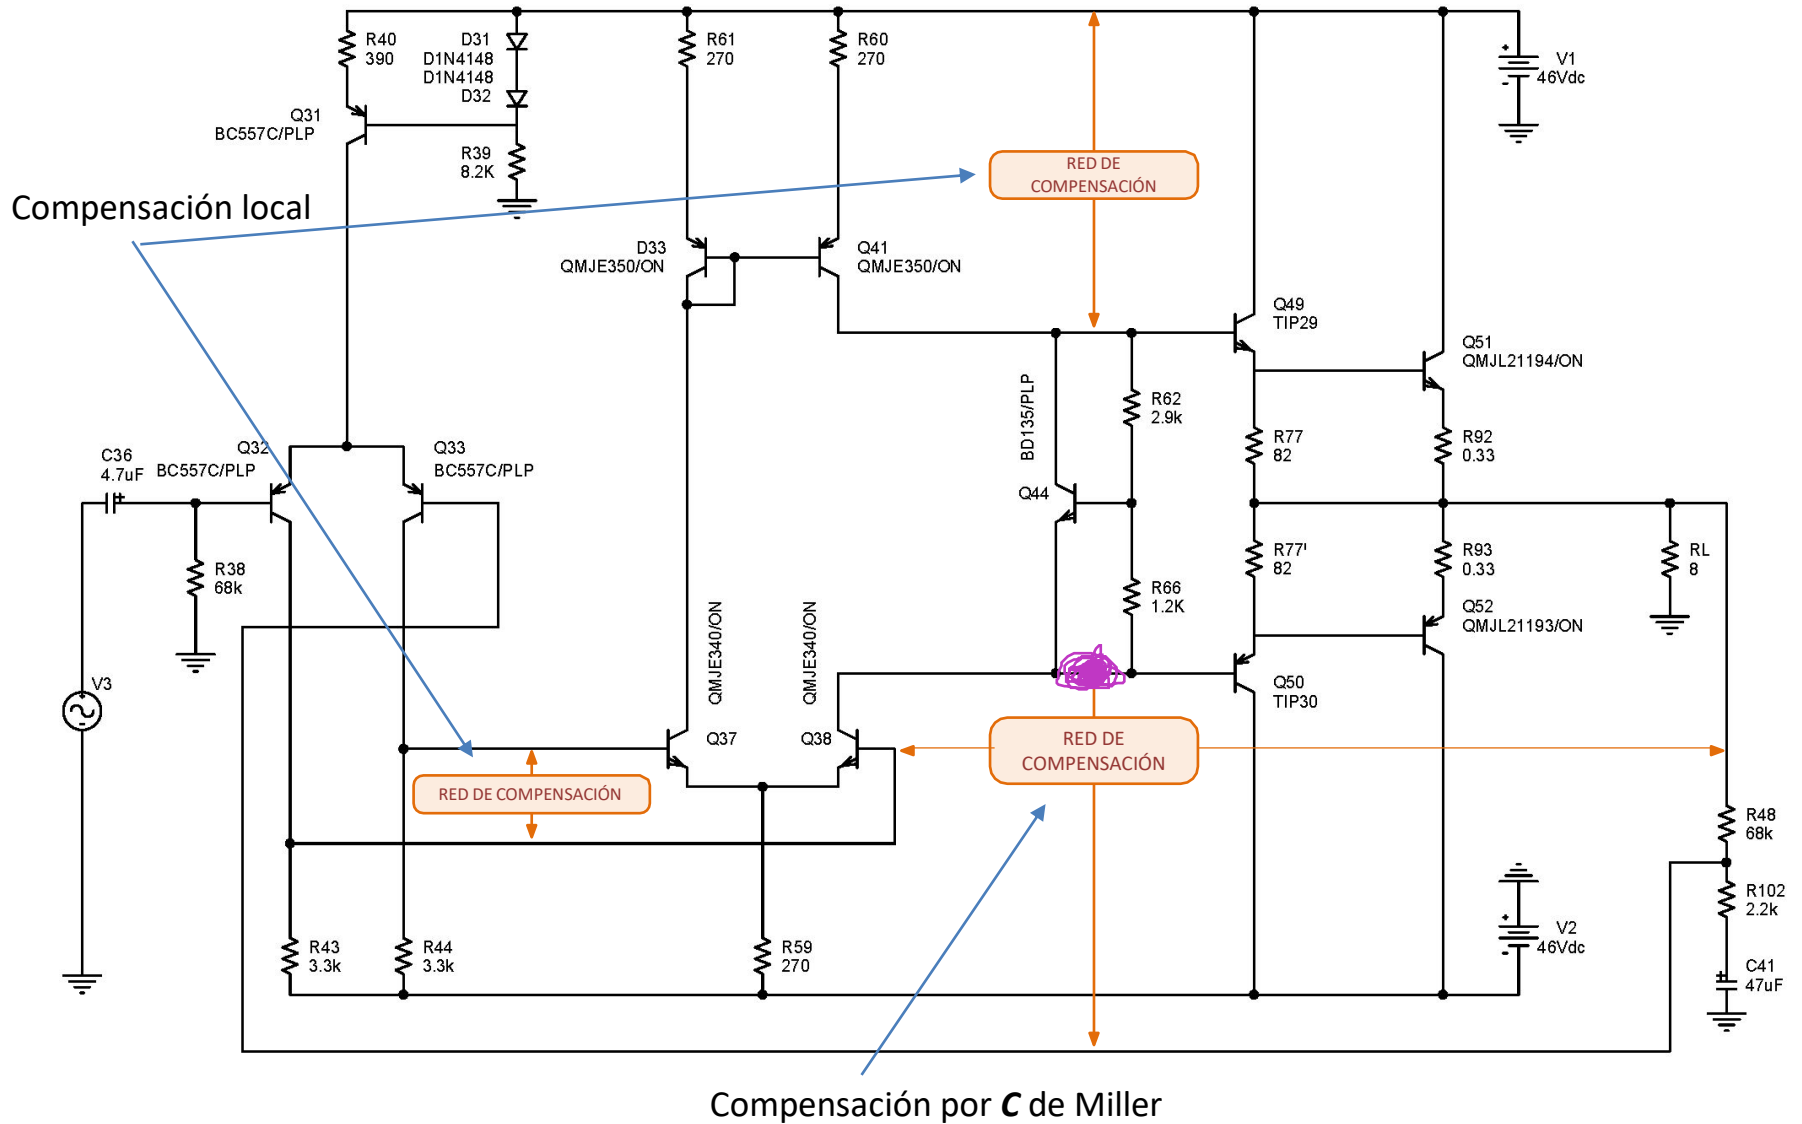 R40
390
D31
D1N4148
D1N4148
D32
R61
270
R60
270
V1
46Vdc
Q31
BC557C/PLP
R39
8.2K
RED DE
COMPENSACIÓN
Compensación local
D33
QMJE350/ON
Q41
QMJE350/ON
Q49
TIP29
Q51
QMJL21194/ON
BD135/PLP
R62
2.9k
Q32
BC557C/PLP
Q33
BC557C/PLP
C36
4.7uF
R77
82
R92
0.33
Q44
R38
68k
R77'
82
R93
0.33
RL
8
R66
1.2K
Q52
QMJL21193/ON
QMJE340/ON
QMJE340/ON
V3
Q50
TIP30
Q37
Q38
RED DE
COMPENSACIÓN
RED DE COMPENSACIÓN
R48
68k
R102
2.2k
R43
3.3k
R44
3.3k
R59
270
V2
46Vdc
C41
47uF
Compensación por C de Miller